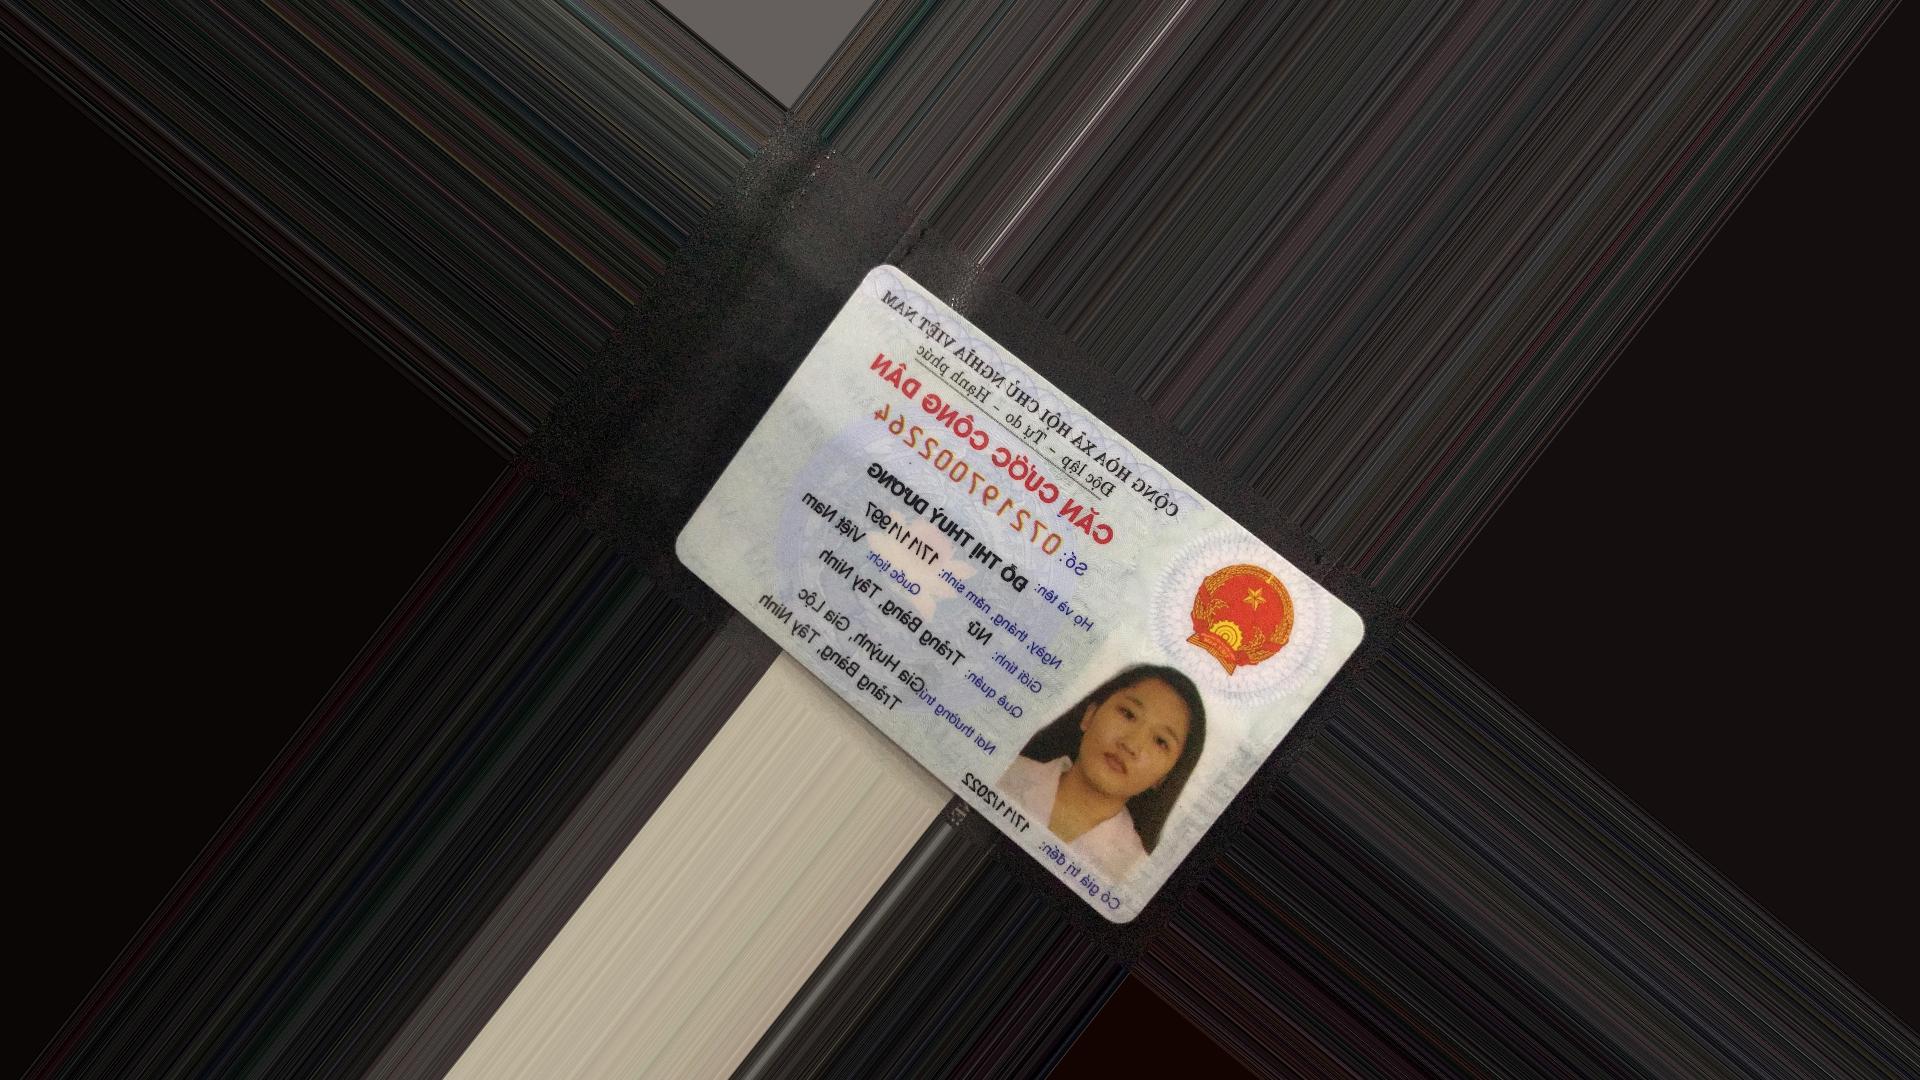 CỘNG HÒA XÃ HỘI CHỦ NGHĨA VIỆT NAM
Độc lập - Tự do - Hạnh phúc
CĂN CƯỚC CÔNG DÂN
Số: 072197002264
Họ và tên: ĐỖ THỊ THUỲ DƯƠNG
Ngày, tháng, năm sinh: 17/11/1997
Giới tính: Nữ Quốc tịch: Việt Nam
Quê quán: Trảng Bàng, Tây Ninh
Nơi thường trú: Gia Huỳnh, Gia Lộc
Trảng Bàng, Tây Ninh
Có giá trị đến: 17/11/2022